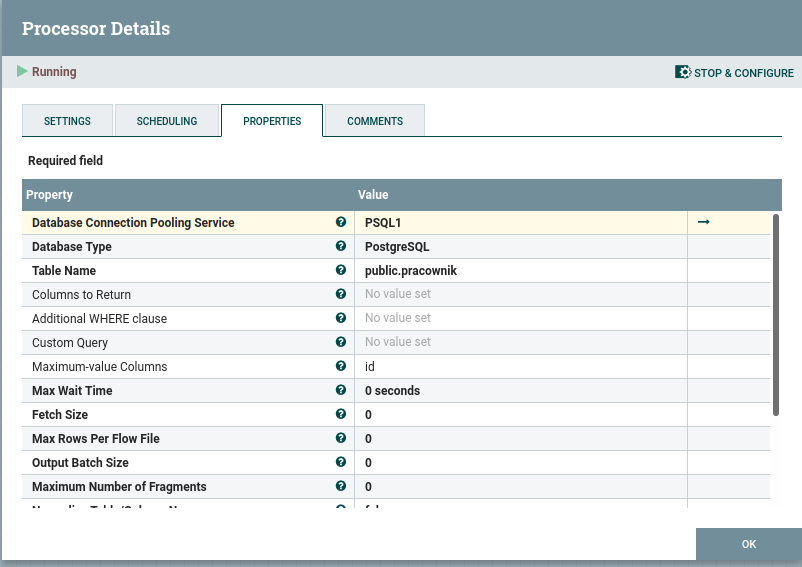 Processor Details
Running
STOP & CONFIGURE
SETTINGS
SCHEDULING
PROPERTIES
COMMENTS
Required field
Property Value
Database Connection Pooling Service PSQL1
Database Type PostgreSQL
Table Name public.pracownik
Columns to Return No value set
Additional WHERE clause No value set
Custom Query No value set
Maximum-value Columns id
Max Wait Time 0 seconds
Fetch Size 0
Max Rows Per Flow File 0
Output Batch Size 0
Maximum Number of Fragments 0
OK